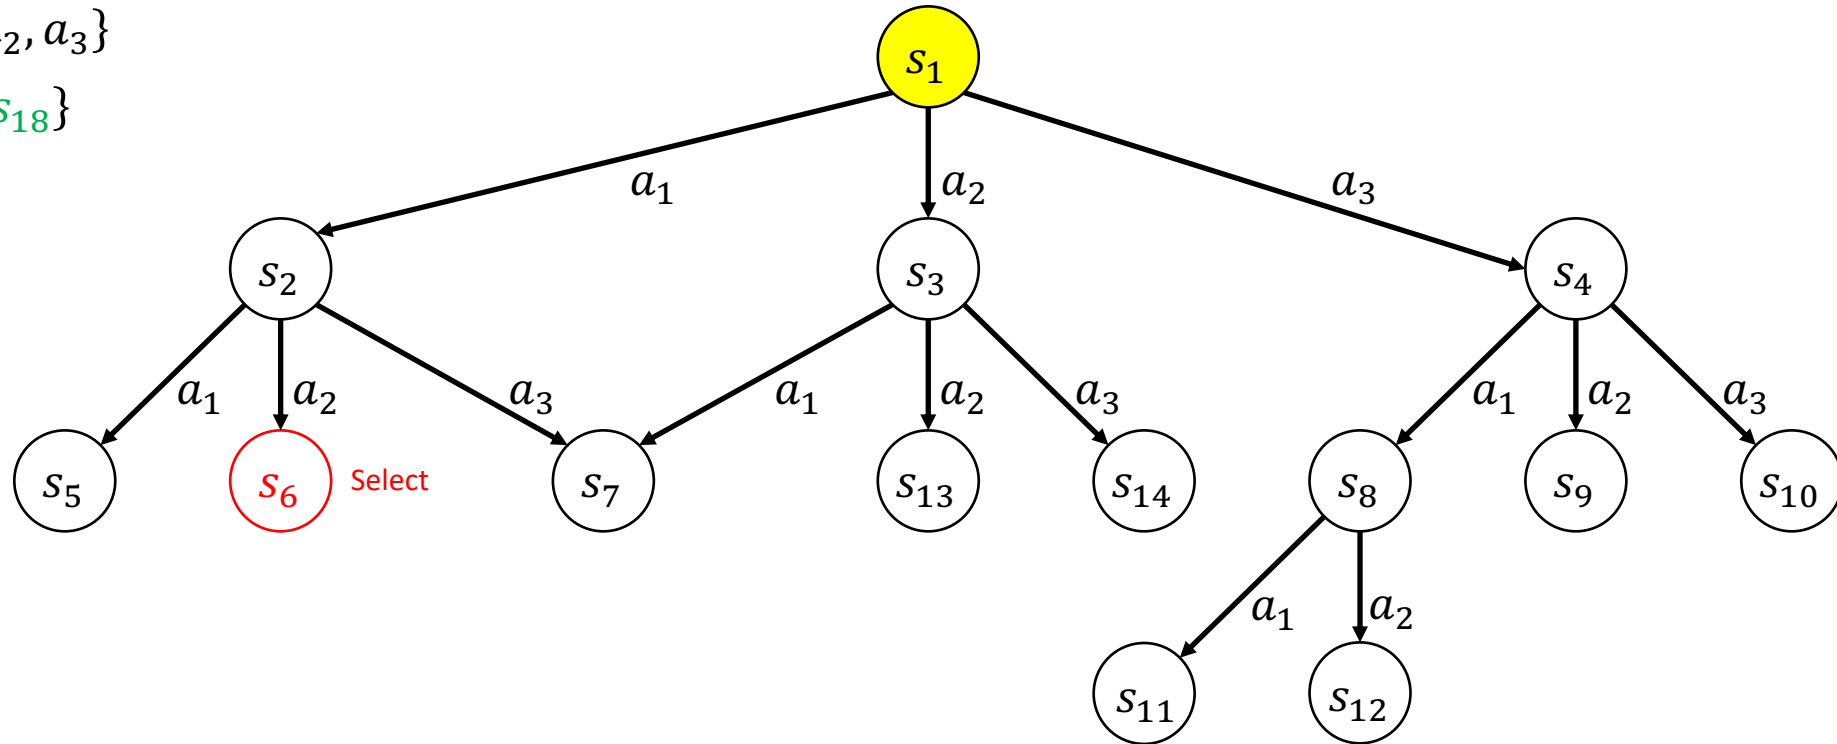 ₂, a₃}
s₁₈}
s₁
a₁ a₂ a₃
s₂ s₃ s₄
a₁ a₂ a₃ a₁ a₂ a₃ a₁ a₂ a₃
s₅ s₆ Select s₇ s₁₃ s₁₄ s₈ s₉ s₁₀
a₁ a₂
s₁₁ s₁₂